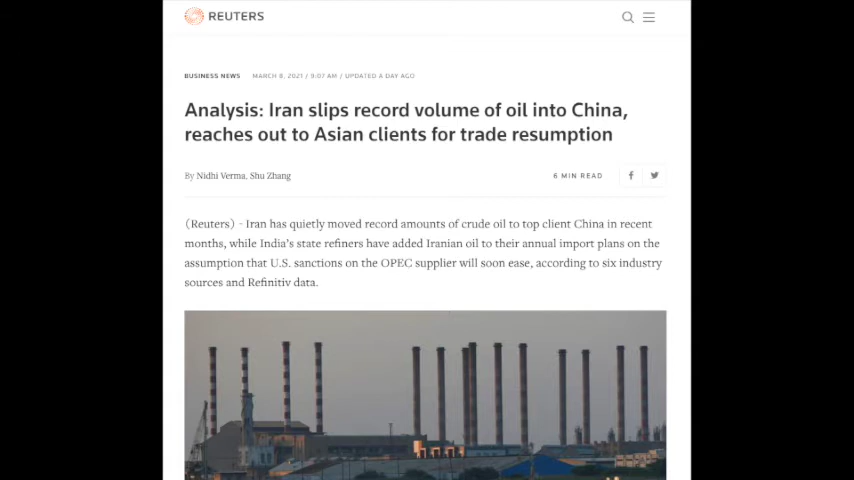 REUTERS
BUSINESS NEWS MARCH 8, 2021 / 9:07 AM / UPDATED A DAY AGO
Analysis: Iran slips record volume of oil into China,
reaches out to Asian clients for trade resumption
By Nidhi Verma, Shu Zhang
6 MIN READ
(Reuters) - Iran has quietly moved record amounts of crude oil to top client China in recent
months, while India's state refiners have added Iranian oil to their annual import plans on the
assumption that U.S. sanctions on the OPEC supplier will soon ease, according to six industry
sources and Refinitiv data.